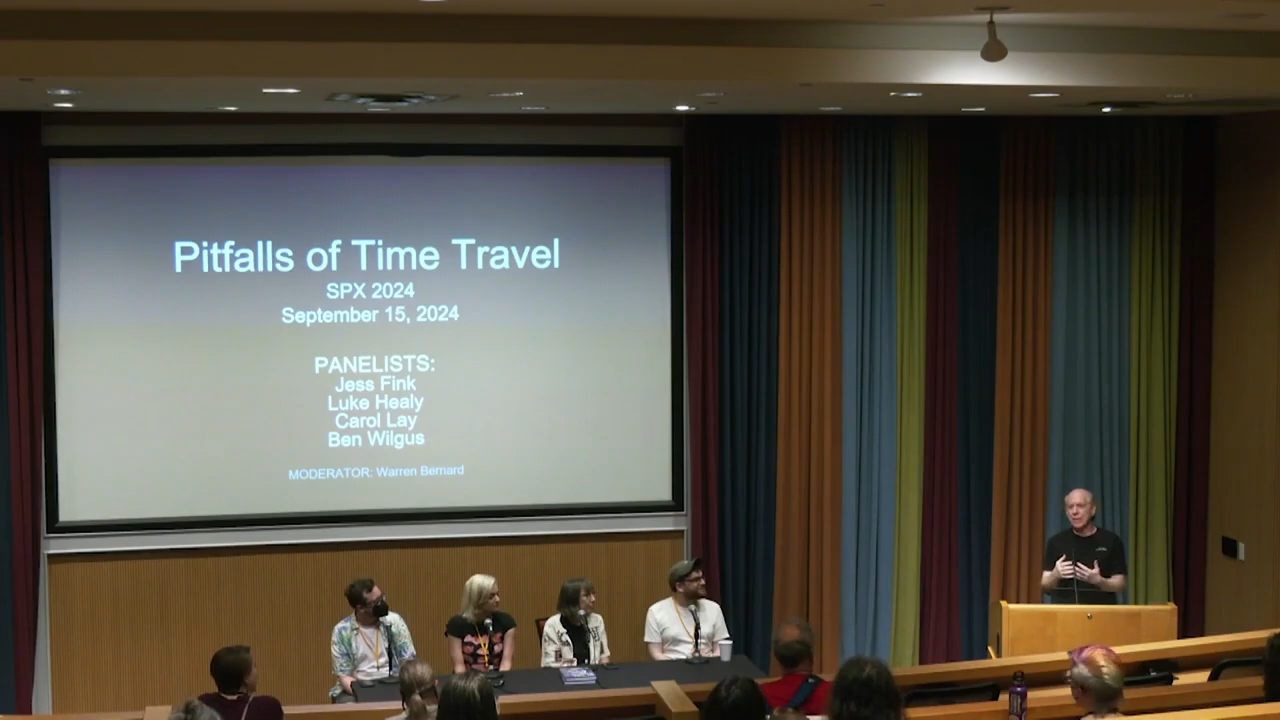 Pitfalls of Time Travel
SPX 2024
September 15, 2024
PANELISTS:
Jess Fink
Luke Healy
Carol Lay
Ben Wilgus
MODERATOR: Warren Bernard